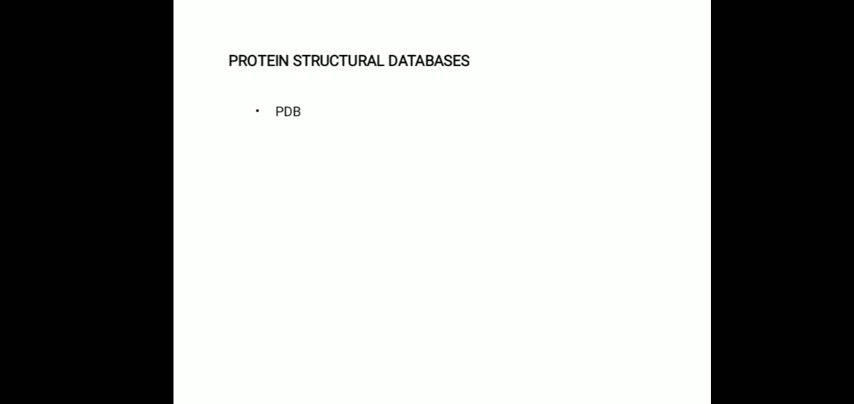 PROTEIN STRUCTURAL DATABASES
• PDB